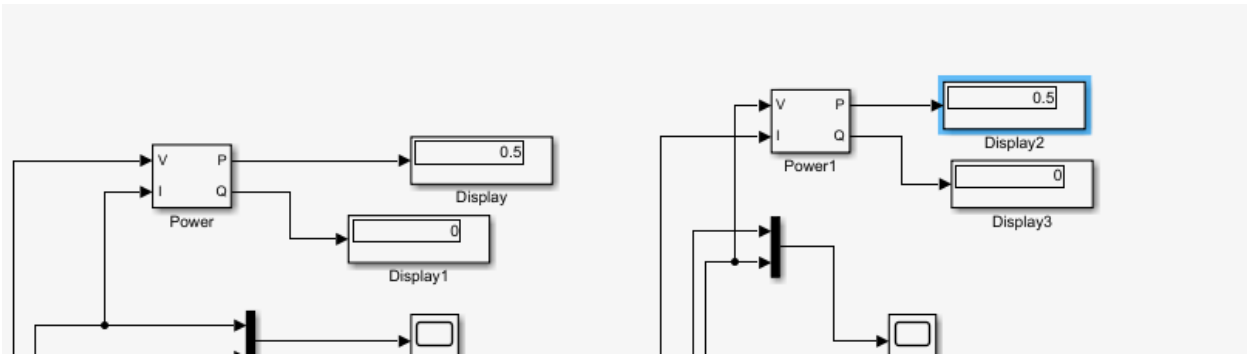 V P
I Q
Power
0.5
Display
0
Display1
V P
I Q
Power1
0.5
Display2
0
Display3